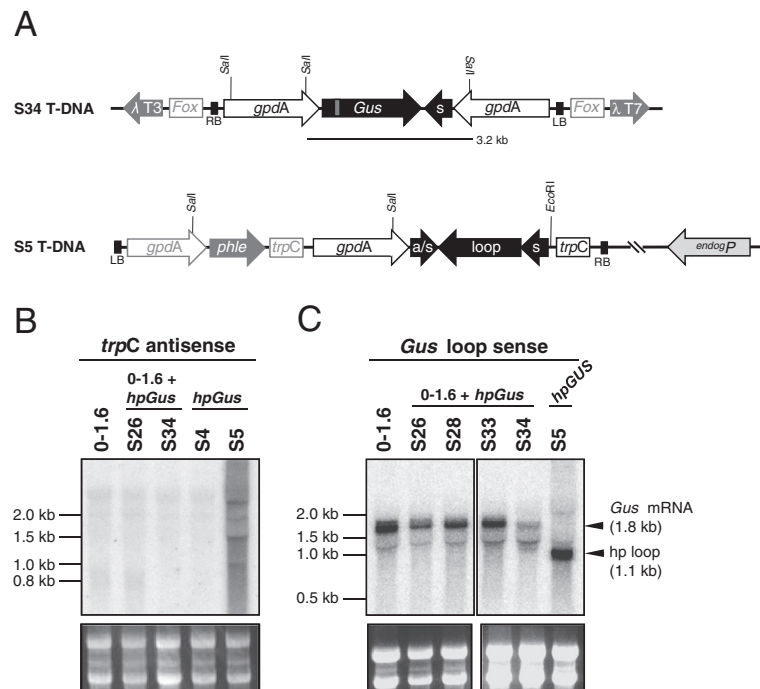 A
SalI
SalI
SalI
S34 T-DNA
λ T3
Fox
RB
gpdA
Gus
s
gpdA
LB
Fox
λ T7
3.2 kb
SalI
SalI
EcoRI
S5 T-DNA
LB
gpdA
phle
trpC
gpdA
a/s
loop
s
trpC
RB
endogP
B
trpC antisense
0-1.6 +
hpGus
hpGus
0-1.6
S26
S34
S4
S5
2.0 kb
1.5 kb
1.0 kb
0.8 kb
C
Gus loop sense
0-1.6 + hpGus
hpGUS
0-1.6
S26
S28
S33
S34
S5
2.0 kb
1.5 kb
1.0 kb
0.5 kb
Gus mRNA
(1.8 kb)
hp loop
(1.1 kb)